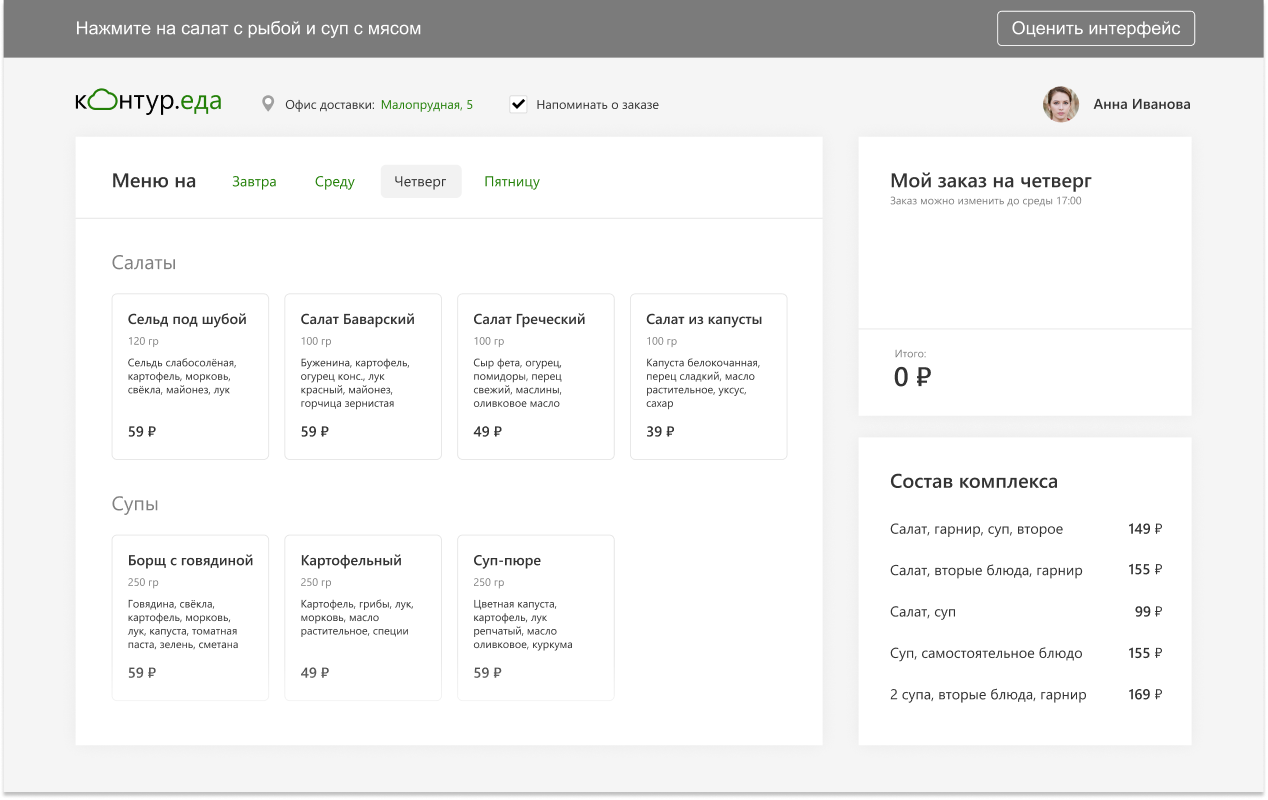 Нажмите на салат с рыбой и суп с мясом
Оценить интерфейс
контур.еда
Офис доставки: Малопрудная, 5
Напоминать о заказе
Анна Иванова
Меню на
Завтра
Среду
Четверг
Пятницу
Салаты
Сельд под шубой
120 гр
Сельдь слабосолёная,
картофель, морковь,
свёкла, майонез, лук
59 ₽
Салат Баварский
100 гр
Буженина, картофель,
огурец конс., лук
красный, майонез,
горчица зернистая
59 ₽
Салат Греческий
100 гр
Сыр фета, огурец,
помидоры, перец
свежий, маслины,
оливковое масло
49 ₽
Салат из капусты
100 гр
Капуста белокочанная,
перец сладкий, масло
растительное, уксус,
сахар
39 ₽
Супы
Борщ с говядиной
250 гр
Говядина, свёкла,
картофель, морковь,
лук, капуста, томатная
паста, зелень, сметана
59 ₽
Картофельный
250 гр
Картофель, грибы, лук,
морковь, масло
растительное, специи
49 ₽
Суп-пюре
250 гр
Цветная капуста,
картофель, лук
репчатый, масло
оливковое, куркума
59 ₽
Мой заказ на четверг
Заказ можно изменить до среды 17:00
Итого:
0 ₽
Состав комплекса
Салат, гарнир, суп, второе 149 ₽
Салат, вторые блюда, гарнир 155 ₽
Салат, суп 99 ₽
Суп, самостоятельное блюдо 155 ₽
2 супа, вторые блюда, гарнир 169 ₽